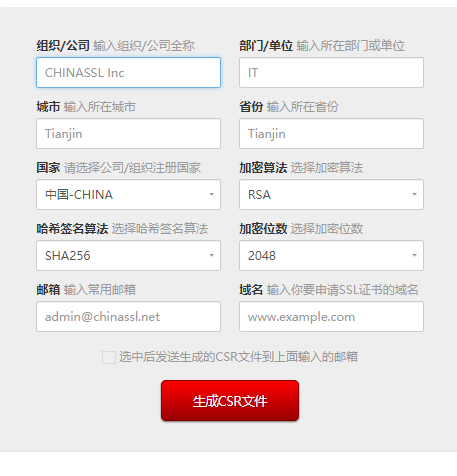 组织/公司 输入组织/公司全称 部门/单位 输入所在部门或单位
CHINASSL Inc IT
城市 输入所在城市 省份 输入所在省份
Tianjin Tianjin
国家 请选择公司/组织注册国家 加密算法 选择加密算法
中国-CHINA RSA
哈希签名算法 选择哈希签名算法 加密位数 选择加密位数
SHA256 2048
邮箱 输入常用邮箱 域名 输入你要申请SSL证书的域名
admin@chinassl.net www.example.com
选中后发送生成的CSR文件到上面输入的邮箱
生成CSR文件